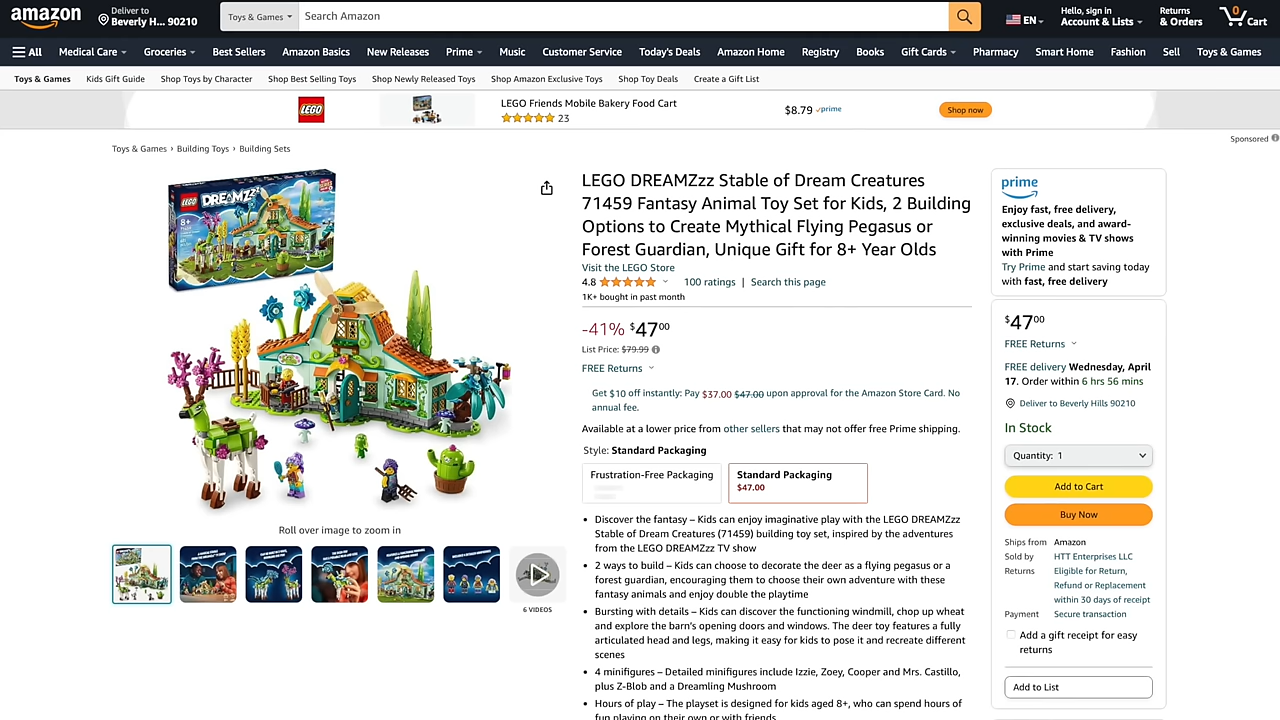 amazon
Deliver to
Beverly H... 90210
Toys & Games
Search Amazon
EN
Hello, sign in
Account & Lists
Returns
& Orders
0
Cart
All
Medical Care
Groceries
Best Sellers
Amazon Basics
New Releases
Prime
Music
Customer Service
Today's Deals
Amazon Home
Registry
Books
Gift Cards
Pharmacy
Smart Home
Fashion
Sell
Toys & Games
Toys & Games
Kids Gift Guide
Shop Toys by Character
Shop Best Selling Toys
Shop Newly Released Toys
Shop Amazon Exclusive Toys
Shop Toy Deals
Create a Gift List
LEGO
LEGO Friends Mobile Bakery Food Cart
23
$8.79 prime
Shop now
Sponsored
Toys & Games › Building Toys › Building Sets
LEGO DREAMZzz
8+
Roll over image to zoom in
6 VIDEOS
LEGO DREAMZzz Stable of Dream Creatures
71459 Fantasy Animal Toy Set for Kids, 2 Building
Options to Create Mythical Flying Pegasus or
Forest Guardian, Unique Gift for 8+ Year Olds
Visit the LEGO Store
4.8
100 ratings | Search this page
1K+ bought in past month
-41% $4700
List Price: $79.99
FREE Returns
Get $10 off instantly: Pay $37.00 $47.00 upon approval for the Amazon Store Card. No
annual fee.
Available at a lower price from other sellers that may not offer free Prime shipping.
Style: Standard Packaging
Frustration-Free Packaging
Standard Packaging
$47.00
• Discover the fantasy – Kids can enjoy imaginative play with the LEGO DREAMZzz
Stable of Dream Creatures (71459) building toy set, inspired by the adventures
from the LEGO DREAMZzz TV show
• 2 ways to build – Kids can choose to decorate the deer as a flying pegasus or a
forest guardian, encouraging them to choose their own adventure with these
fantasy animals and enjoy double the playtime
• Bursting with details – Kids can discover the functioning windmill, chop up wheat
and explore the barn's opening doors and windows. The deer toy features a fully
articulated head and legs, making it easy for kids to pose it and recreate different
scenes
• 4 minifigures – Detailed minifigures include Izzie, Zoey, Cooper and Mrs. Castillo,
plus Z-Blob and a Dreamling Mushroom
• Hours of play – The playset is designed for kids aged 8+, who can spend hours of
fun playing on their own or with friends
prime
Enjoy fast, free delivery,
exclusive deals, and award-
winning movies & TV shows
with Prime
Try Prime and start saving today
with fast, free delivery
$4700
FREE Returns
FREE delivery Wednesday, April
17. Order within 6 hrs 56 mins
Deliver to Beverly Hills 90210
In Stock
Quantity: 1
Add to Cart
Buy Now
Ships from Amazon
Sold by HTT Enterprises LLC
Returns Eligible for Return,
Refund or Replacement
within 30 days of receipt
Payment Secure transaction
Add a gift receipt for easy
returns
Add to List